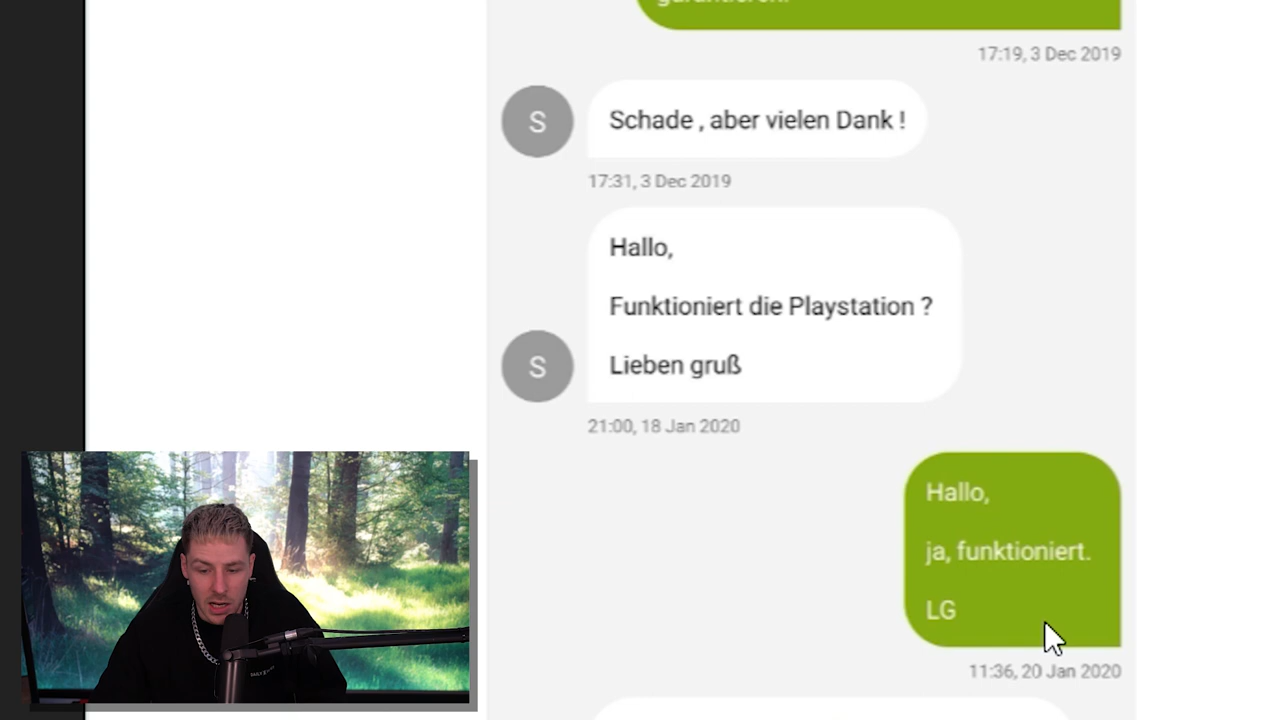 17:19, 3 Dec 2019
S
Schade , aber vielen Dank !
17:31, 3 Dec 2019
Hallo,
Funktioniert die Playstation ?
S
Lieben gruß
21:00, 18 Jan 2020
Hallo,
ja, funktioniert.
LG
11:36, 20 Jan 2020